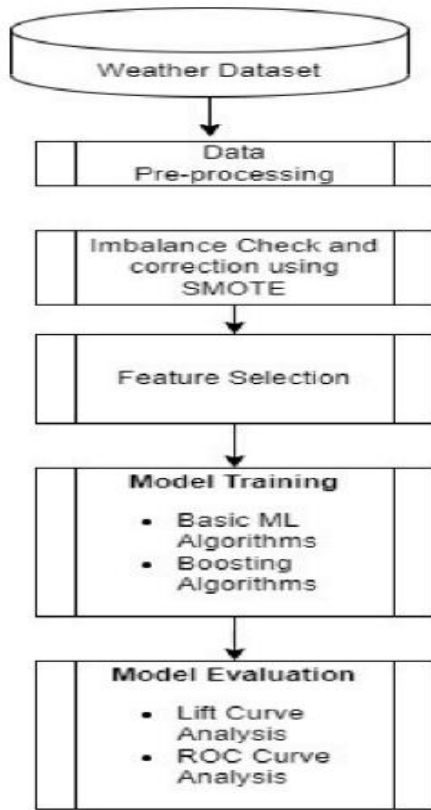 Weather Dataset
Data
Pre-processing
Imbalance Check and
correction using
SMOTE
Feature Selection
Model Training
• Basic ML
Algorithms
• Boosting
Algorithms
Model Evaluation
• Lift Curve
Analysis
• ROC Curve
Analysis